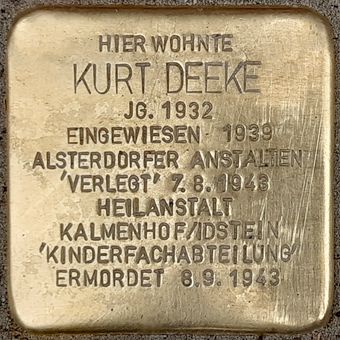 HIER WOHNTE
KURT DEEKE
JG. 1932
EINGEWIESEN 1939
ALSTERDORFER ANSTALTEN
'VERLEGT' 7.8.1943
HEILANSTALT
KALMENHOF/IDSTEIN
'KINDERFACHABTEILUNG'
ERMORDET 8.9.1943